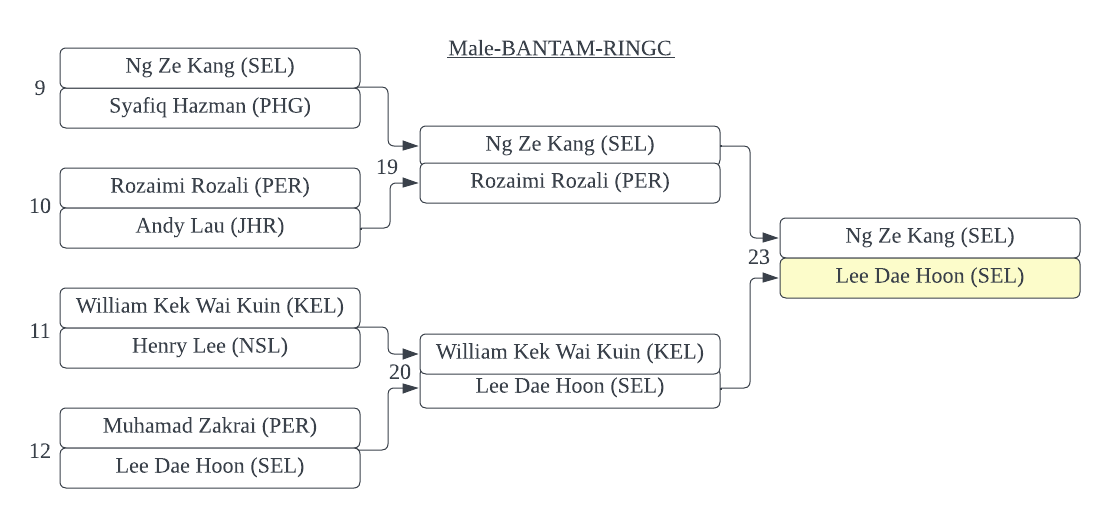 Male-BANTAM-RINGC
9
Ng Ze Kang (SEL)
Syafiq Hazman (PHG)
10
Rozaimi Rozali (PER)
Andy Lau (JHR)
11
William Kek Wai Kuin (KEL)
Henry Lee (NSL)
12
Muhamad Zakrai (PER)
Lee Dae Hoon (SEL)
19
Ng Ze Kang (SEL)
Rozaimi Rozali (PER)
20
William Kek Wai Kuin (KEL)
Lee Dae Hoon (SEL)
23
Ng Ze Kang (SEL)
Lee Dae Hoon (SEL)